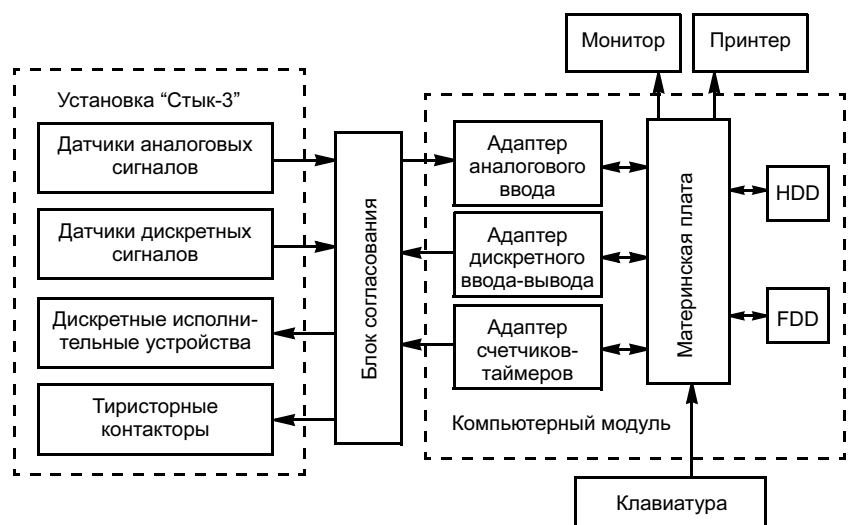 Монитор
Принтер
Установка “Стык-3”
Датчики аналоговых
сигналов
Датчики дискретных
сигналов
Дискретные исполни-
тельные устройства
Тиристорные
контакторы
Блок согласования
Адаптер
аналогового
ввода
Адаптер
дискретного
ввода-вывода
Адаптер
счетчиков-
таймеров
Материнская плата
HDD
FDD
Компьютерный модуль
Клавиатура